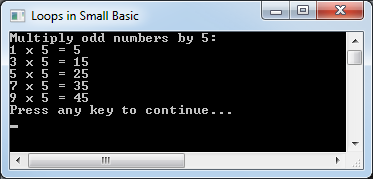 Loops in Small Basic
Multiply odd numbers by 5:
1 x 5 = 5
3 x 5 = 15
5 x 5 = 25
7 x 5 = 35
9 x 5 = 45
Press any key to continue...